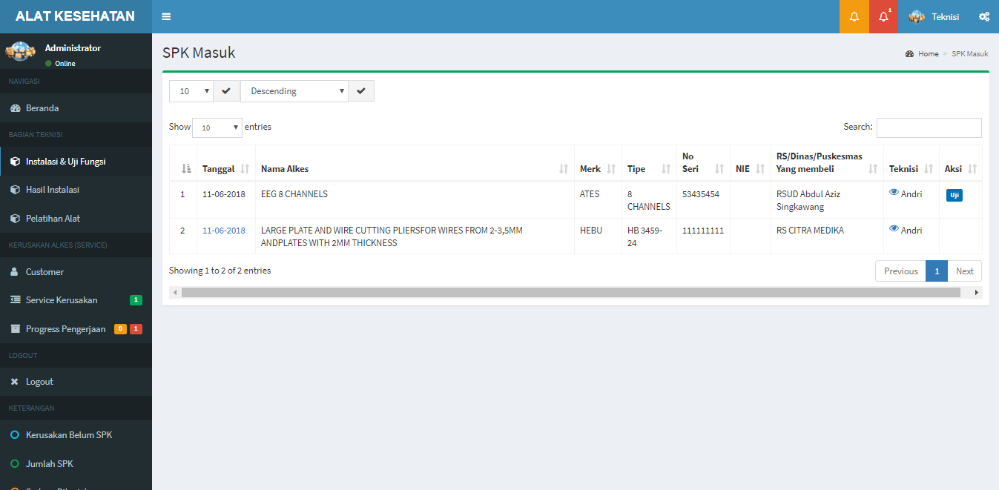 ALAT KESEHATAN
1
Teknisi
Administrator
Online
NAVIGASI
Beranda
BAGIAN TEKNISI
Instalasi & Uji Fungsi
Hasil Instalasi
Pelatihan Alat
KERUSAKAN ALKES (SERVICE)
Customer
Service Kerusakan 1
Progress Pengerjaan 0 1
LOGOUT
Logout
KETERANGAN
Kerusakan Belum SPK
Jumlah SPK
SPK Masuk
Home > SPK Masuk
10 Descending
Show 10 entries
Search:
Tanggal Nama Alkes Merk Tipe No Seri NIE RS/Dinas/Puskesmas Yang membeli Teknisi Aksi
1 11-06-2018 EEG 8 CHANNELS ATES 8 53435454 RSUD Abdul Aziz Andri Uji
CHANNELS Singkawang
2 11-06-2018 LARGE PLATE AND WIRE CUTTING PLIERSFOR WIRES FROM 2-3,5MM HEBU HB 3459- 111111111 RS CITRA MEDIKA Andri
ANDPLATES WITH 2MM THICKNESS 24
Showing 1 to 2 of 2 entries
Previous 1 Next